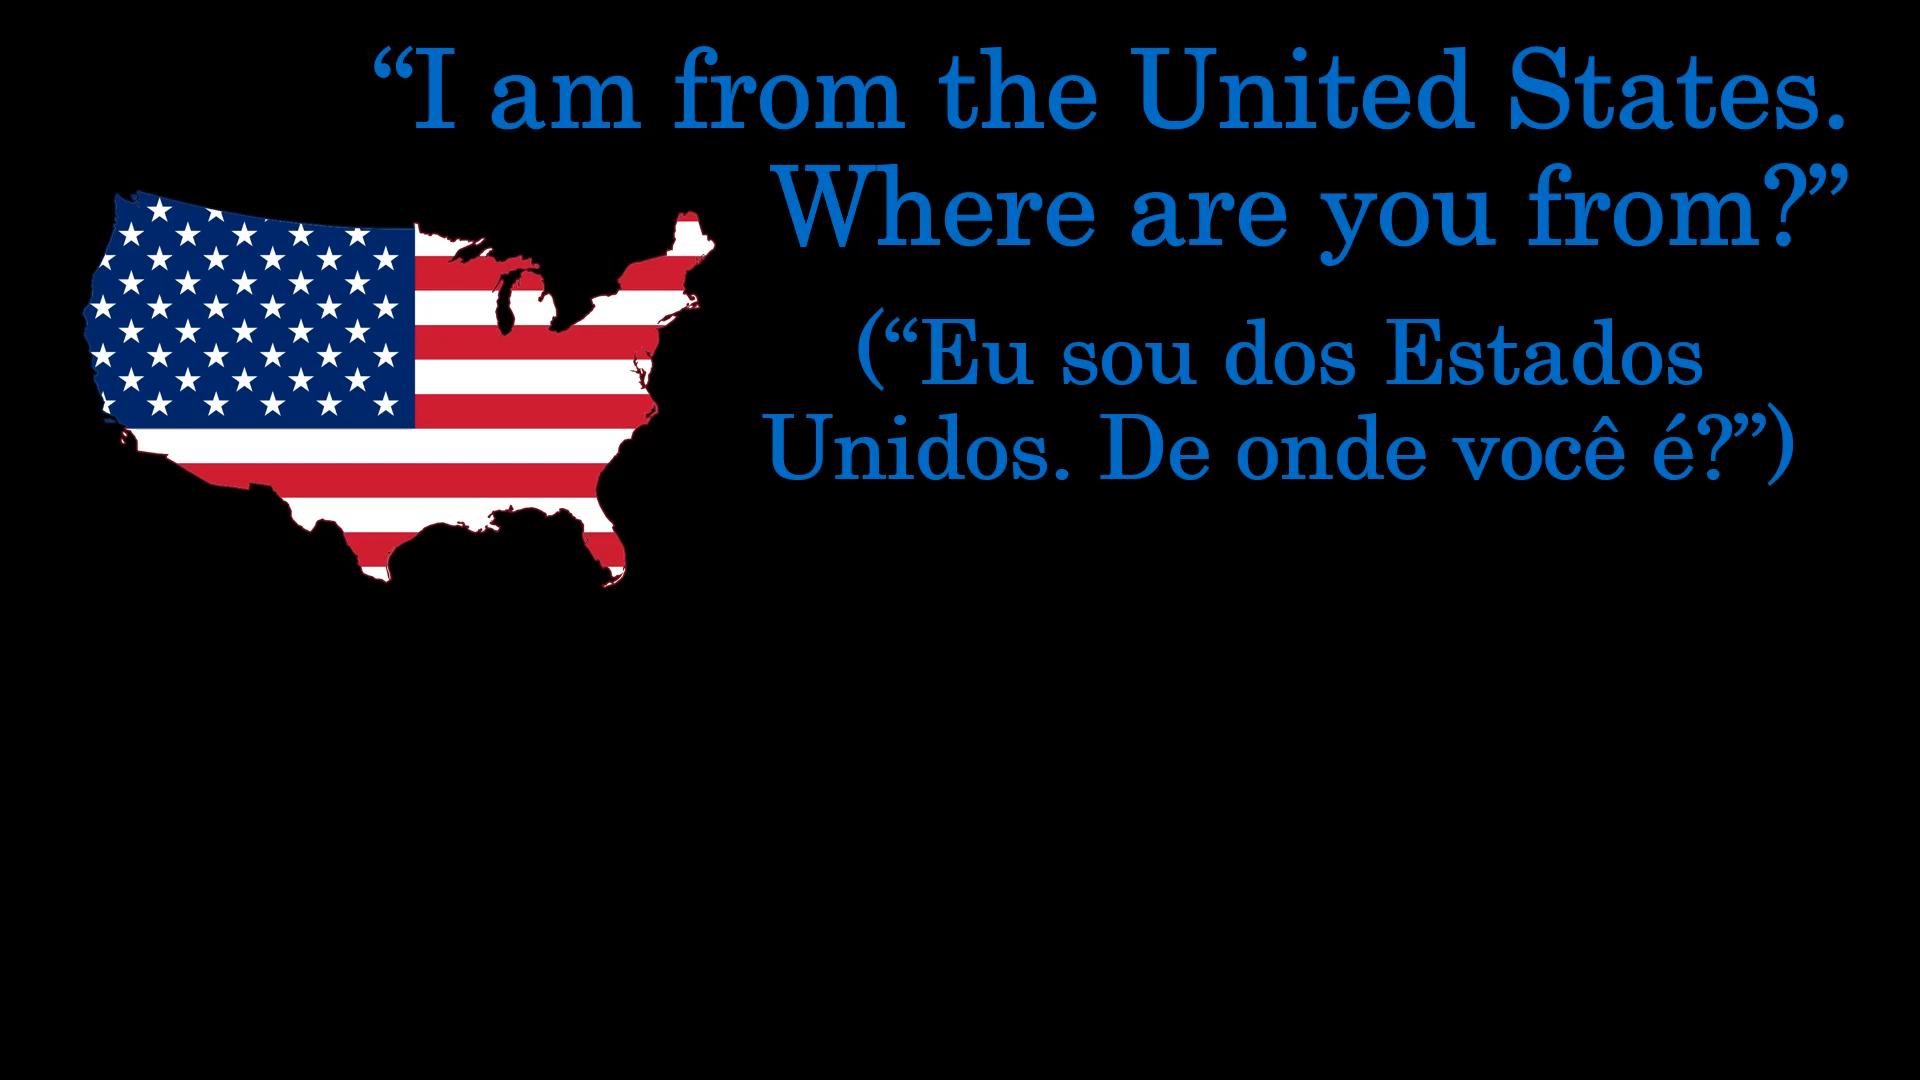 “I am from the United States.
Where are you from?”
(“Eu sou dos Estados
Unidos. De onde você é?”)